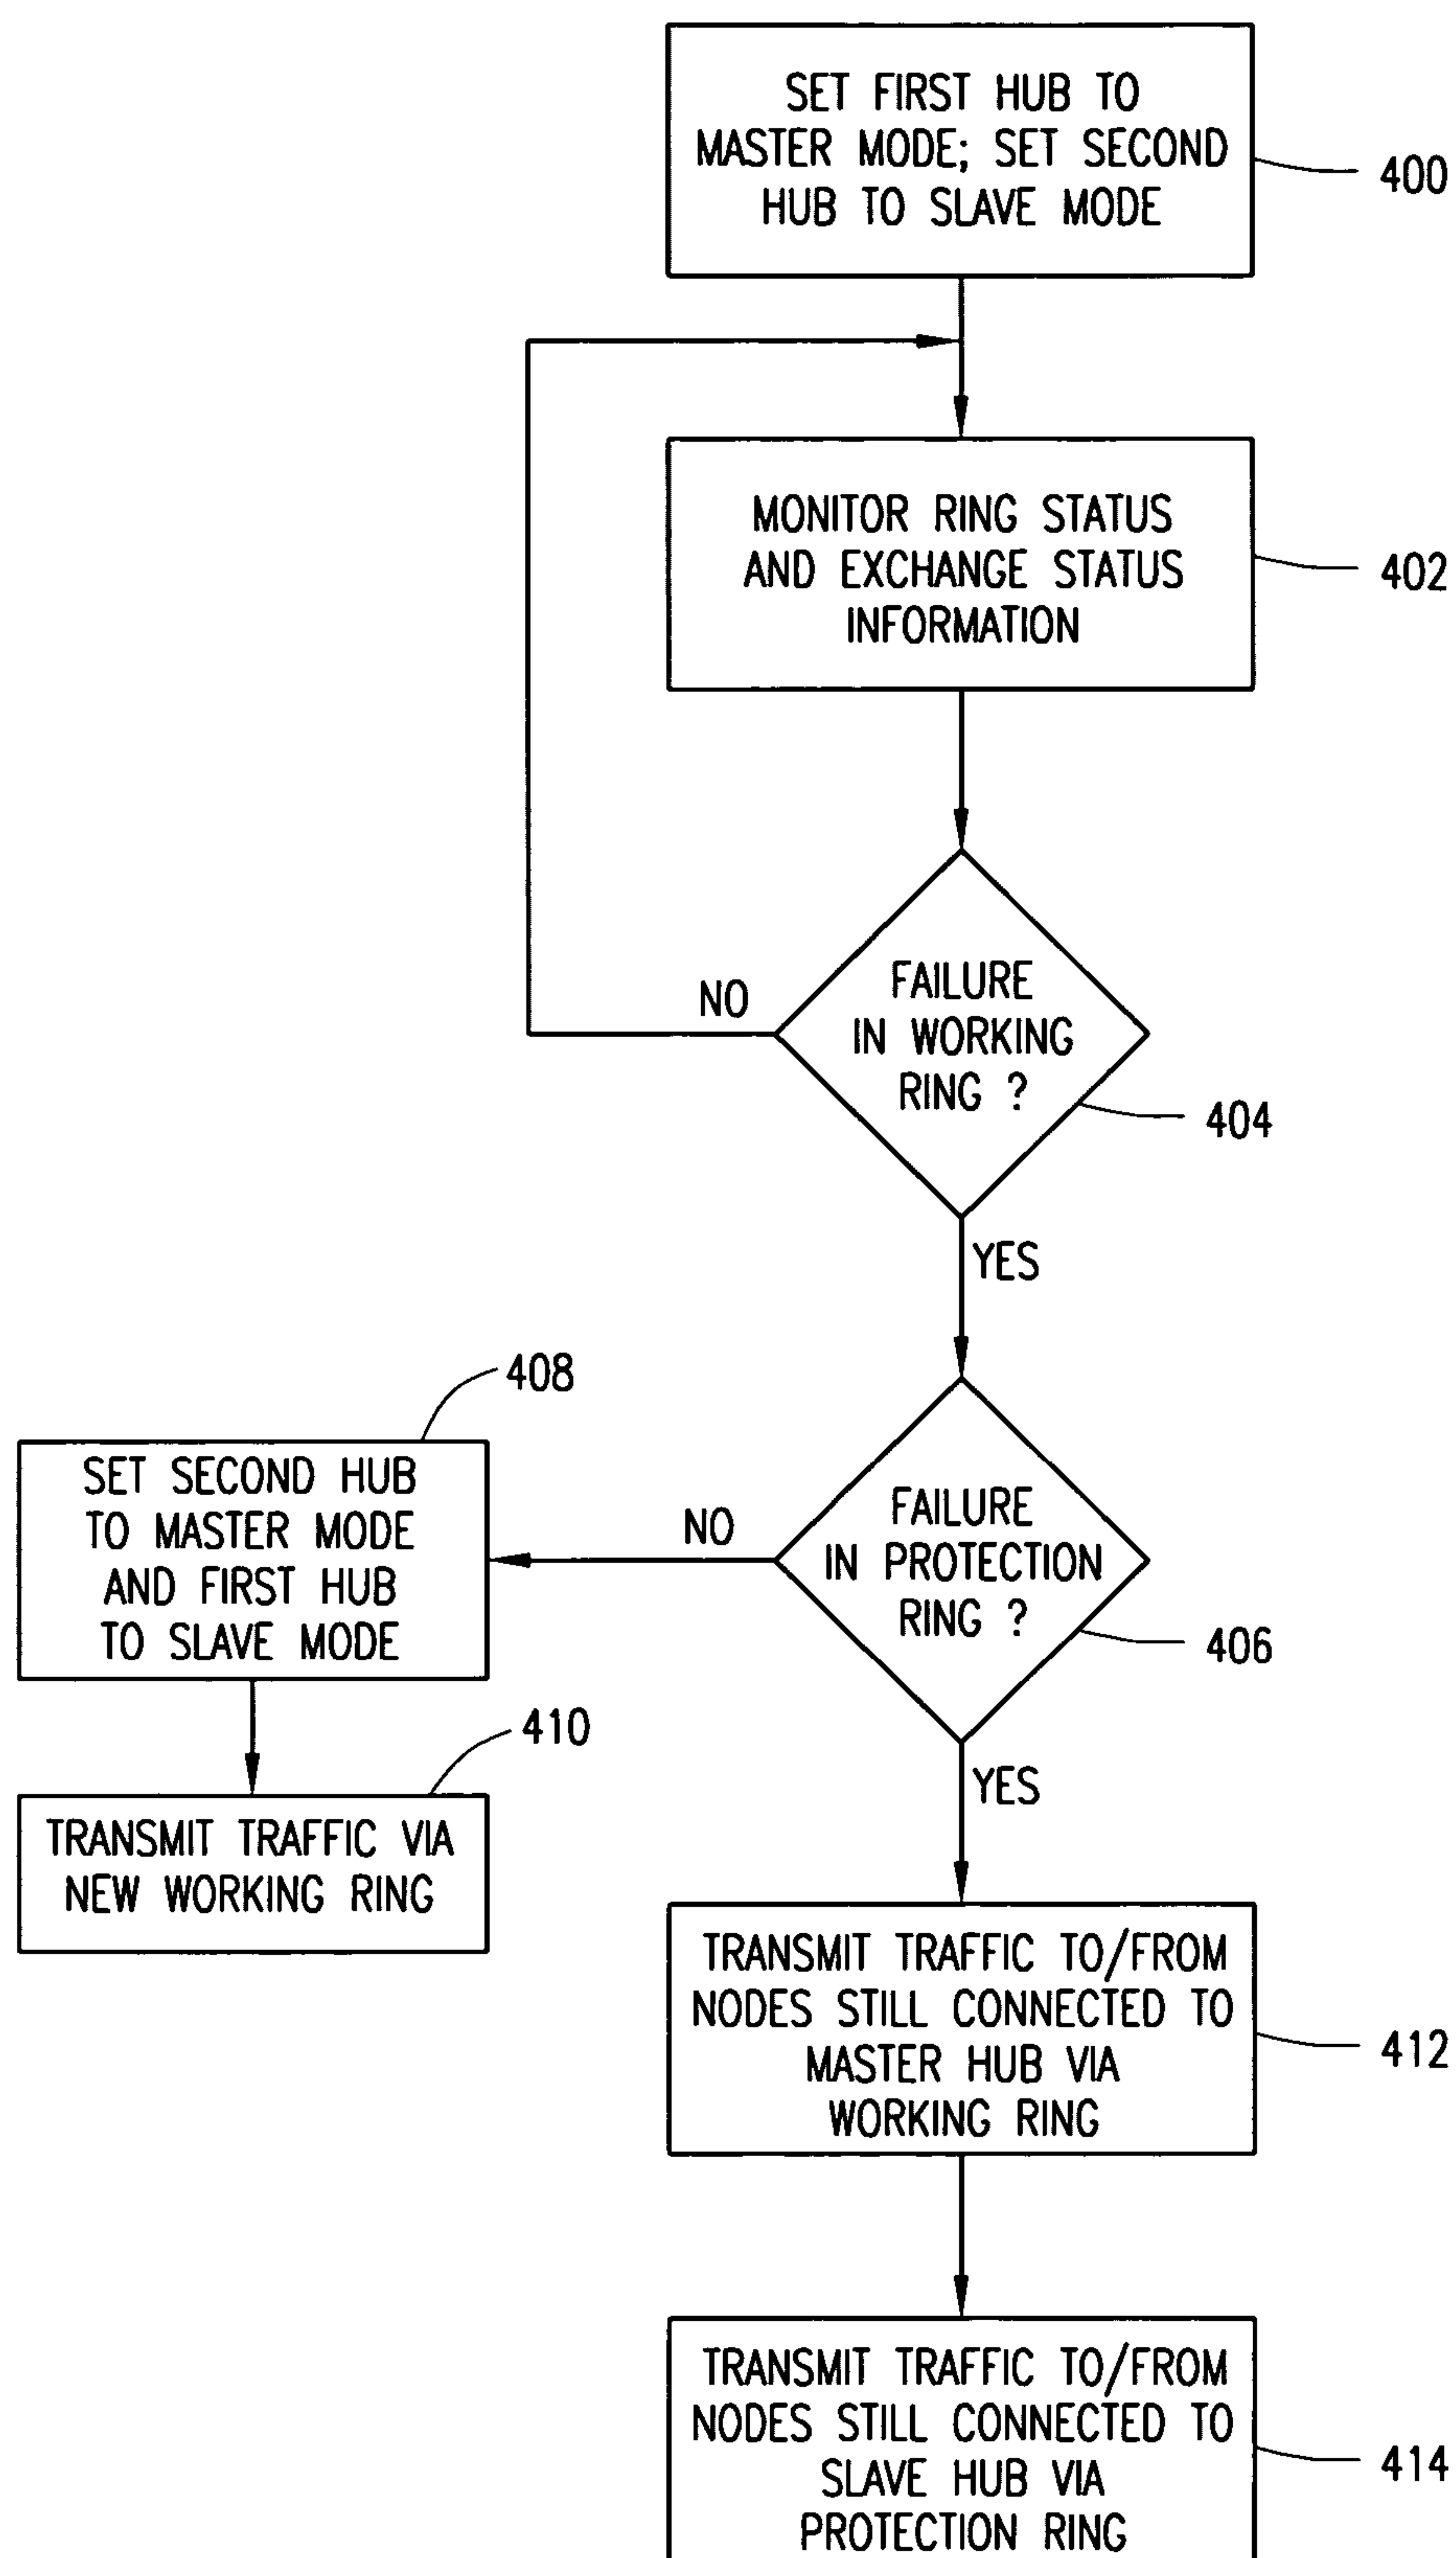 SET FIRST HUB TO
MASTER MODE; SET SECOND
HUB TO SLAVE MODE
400
MONITOR RING STATUS
AND EXCHANGE STATUS
INFORMATION
402
FAILURE
IN WORKING
RING ?
NO
404
YES
408
SET SECOND HUB
TO MASTER MODE
AND FIRST HUB
TO SLAVE MODE
NO
FAILURE
IN PROTECTION
RING ?
406
410
TRANSMIT TRAFFIC VIA
NEW WORKING RING
YES
TRANSMIT TRAFFIC TO/FROM
NODES STILL CONNECTED TO
MASTER HUB VIA
WORKING RING
412
TRANSMIT TRAFFIC TO/FROM
NODES STILL CONNECTED TO
SLAVE HUB VIA
PROTECTION RING
414